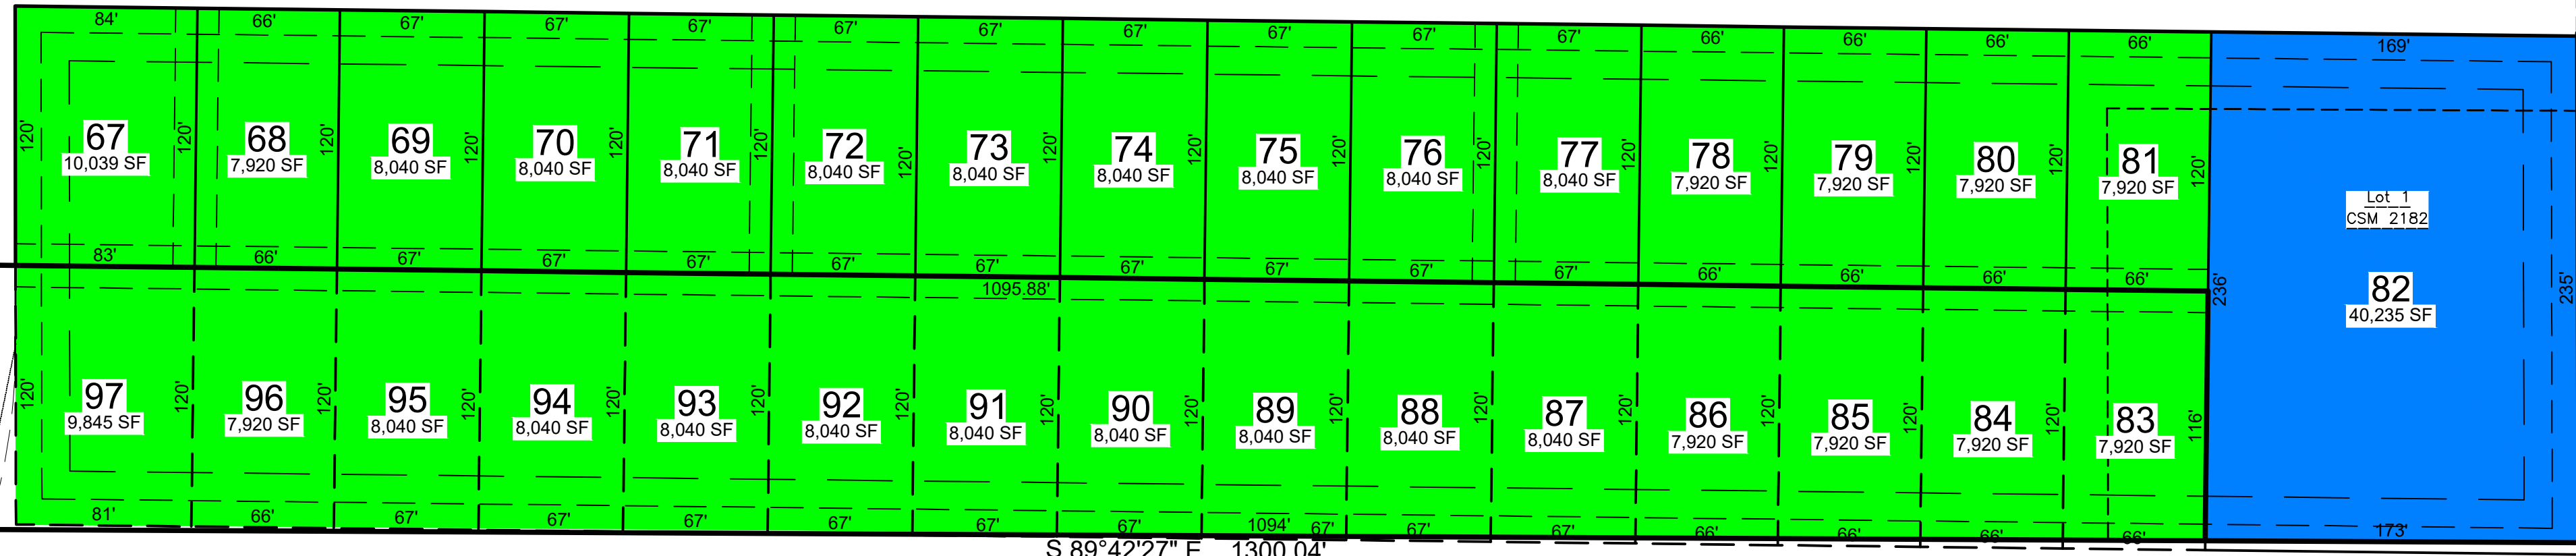 84' 66' 67' 67' 67' 67' 67' 67' 67' 67' 67' 66' 66' 66' 66' 169'
120' 67 120' 68 120' 69 120' 70 120' 71 120' 72 120' 73 120' 74 120' 75 120' 76 120' 77 120' 78 120' 79 120' 80 120' 81 120'
10,039 SF 7,920 SF 8,040 SF 8,040 SF 8,040 SF 8,040 SF 8,040 SF 8,040 SF 8,040 SF 8,040 SF 8,040 SF 7,920 SF 7,920 SF 7,920 SF 7,920 SF
Lot 1
CSM 2182
83' 66' 67' 67' 67' 67' 67' 67' 67' 67' 67' 66' 66' 66' 66'
1095.88'
236' 82 235'
40,235 SF
120' 97 120' 96 120' 95 120' 94 120' 93 120' 92 120' 91 120' 90 120' 89 120' 88 120' 87 120' 86 120' 85 120' 84 120' 83 116'
9,845 SF 7,920 SF 8,040 SF 8,040 SF 8,040 SF 8,040 SF 8,040 SF 8,040 SF 8,040 SF 8,040 SF 8,040 SF 7,920 SF 7,920 SF 7,920 SF 7,920 SF
81' 66' 67' 67' 67' 67' 67' 67' 1094' 67' 67' 67' 66' 66' 66' 66' 173'
S 89°42'27" E 1300.04'